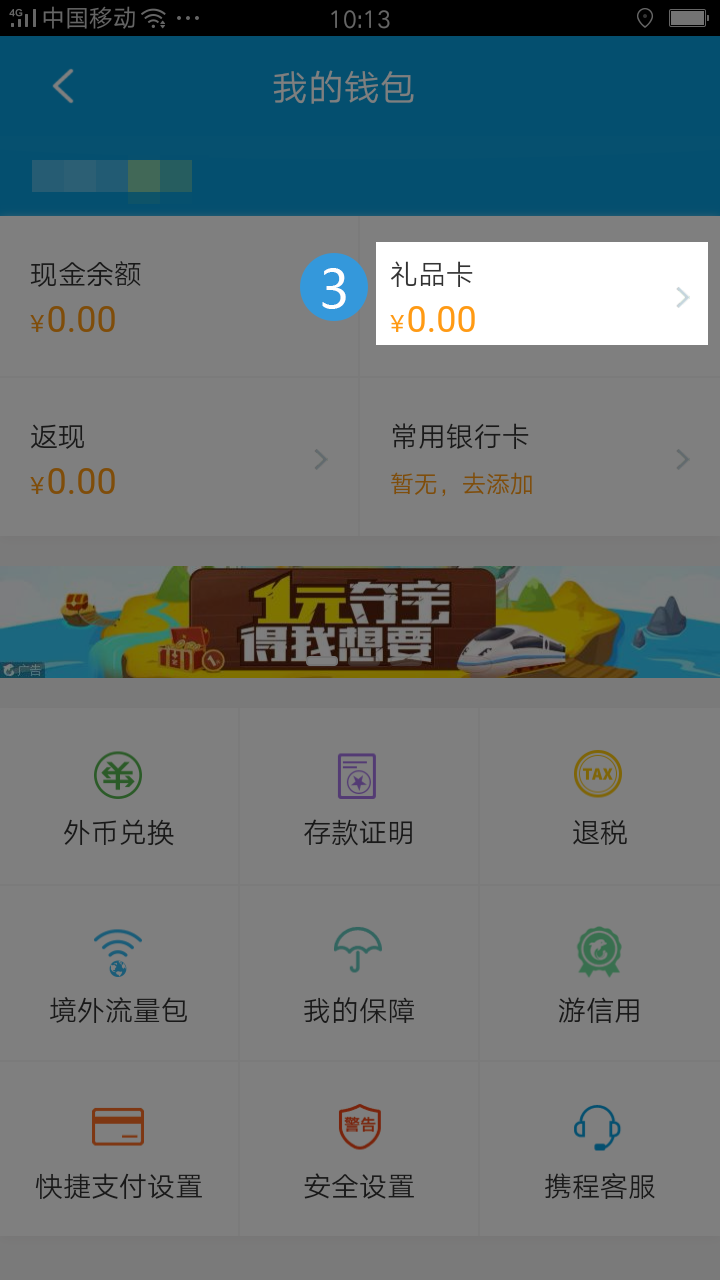 4G 中国移动 ··· 10:13
我的钱包
现金余额
¥0.00
3
礼品卡
¥0.00
返现
¥0.00
常用银行卡
暂无，去添加
1元夺宝
得我想要
广告
外币兑换
存款证明
TAX
退税
境外流量包
我的保障
游信用
快捷支付设置
警告
安全设置
携程客服